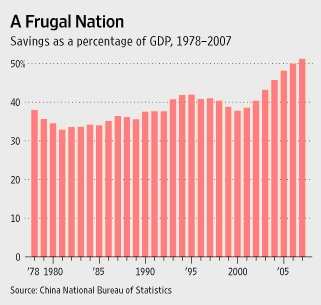 A Frugal Nation
Savings as a percentage of GDP, 1978–2007
50%
40
30
20
10
0
'78 1980 '85 1990 '95 2000 '05
Source: China National Bureau of Statistics